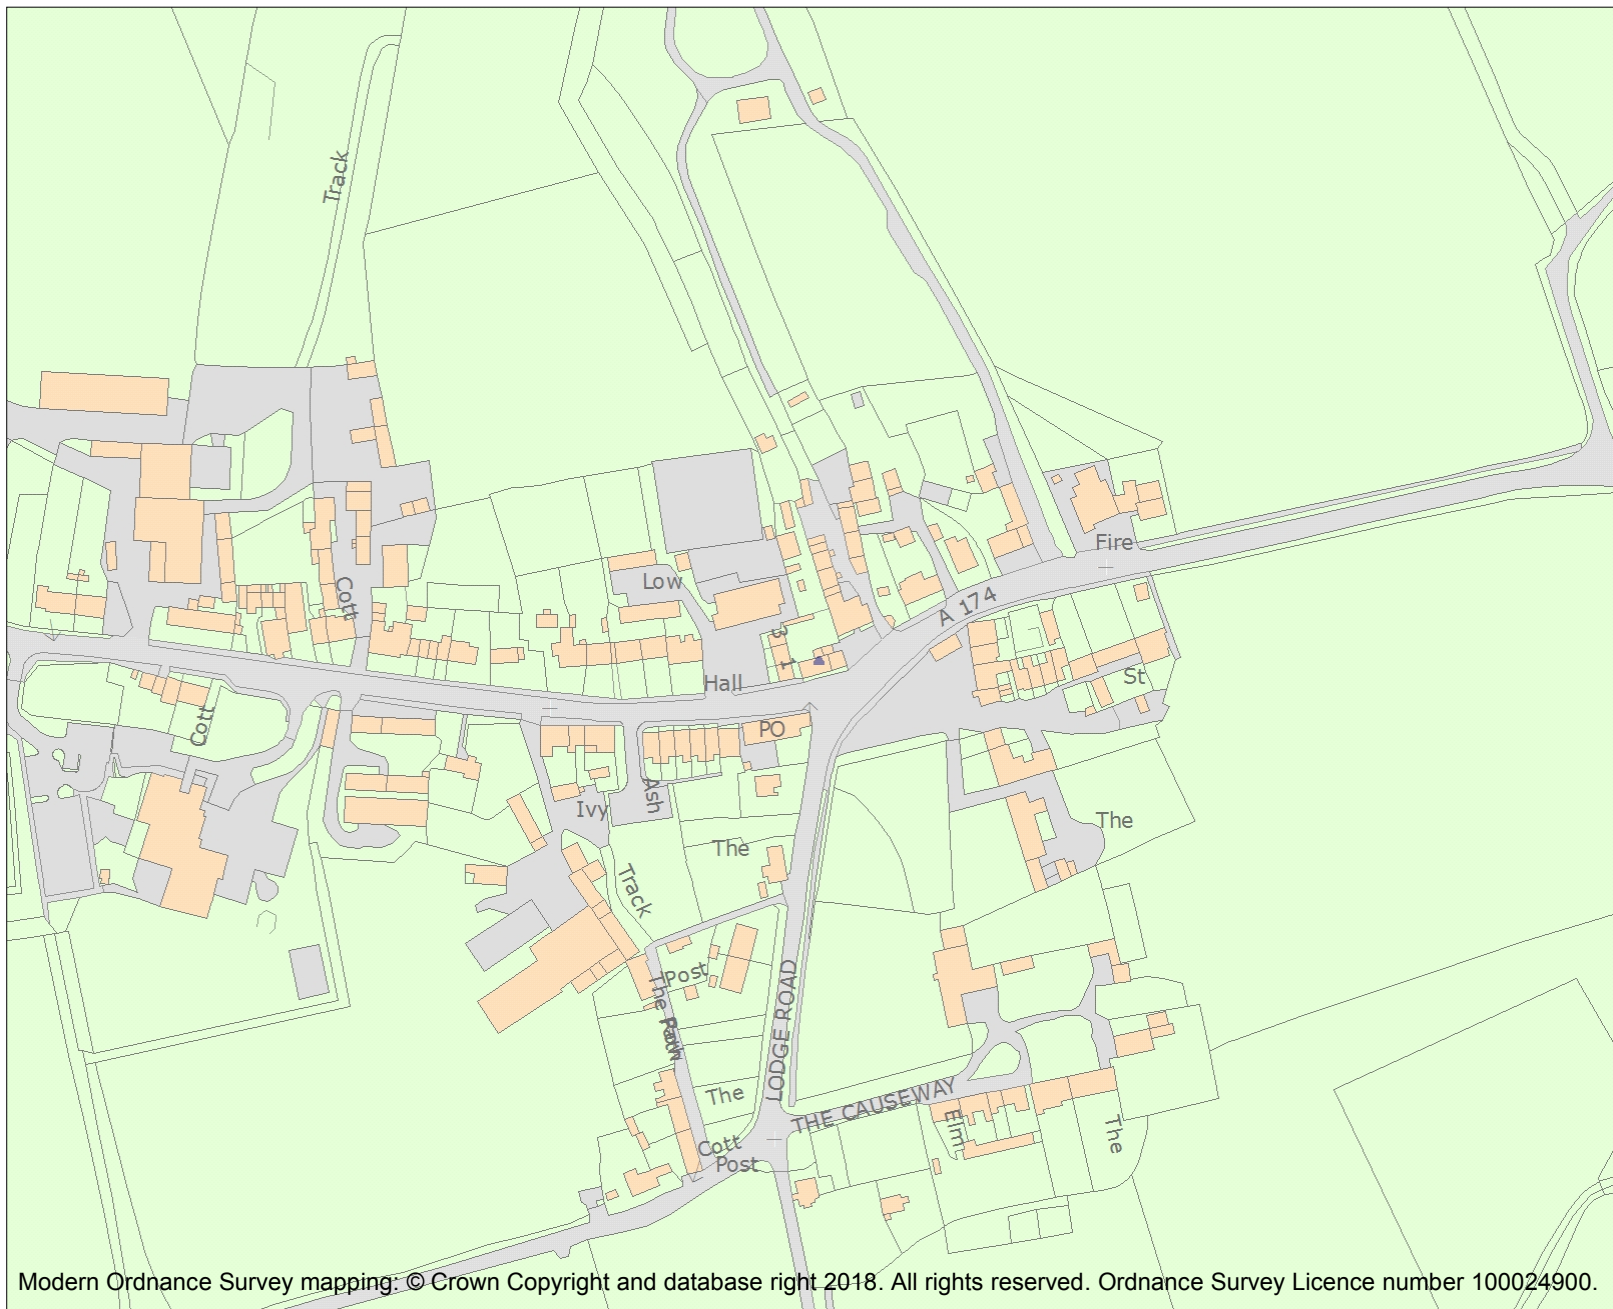 Track
Fire
Low
Cott
A 174
3
1
St
Hall
Cott
PO
Ash
Ivy
The
The
Track
Post
The
Path
LODGE ROAD
The
THE CAUSEWAY
Elm
The
Cott
Post
Modern Ordnance Survey mapping: © Crown Copyright and database right 2018. All rights reserved. Ordnance Survey Licence number 100024900.